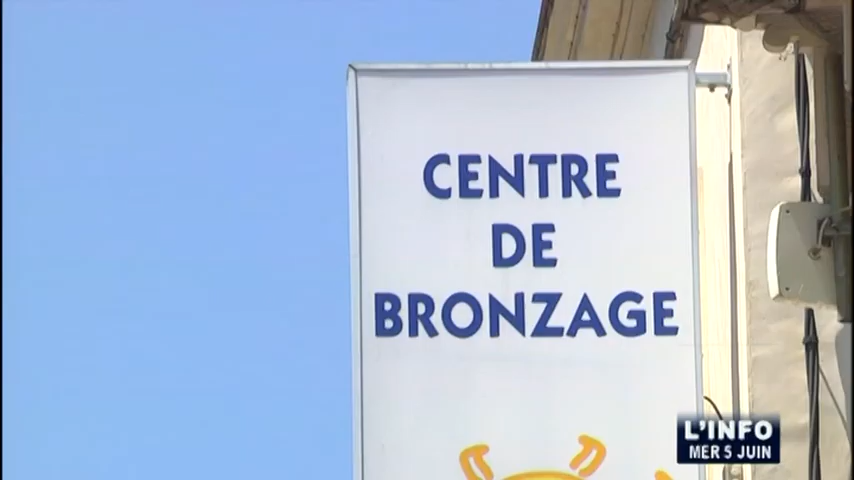 CENTRE
DE
BRONZAGE
L'INFO
MER 5 JUIN